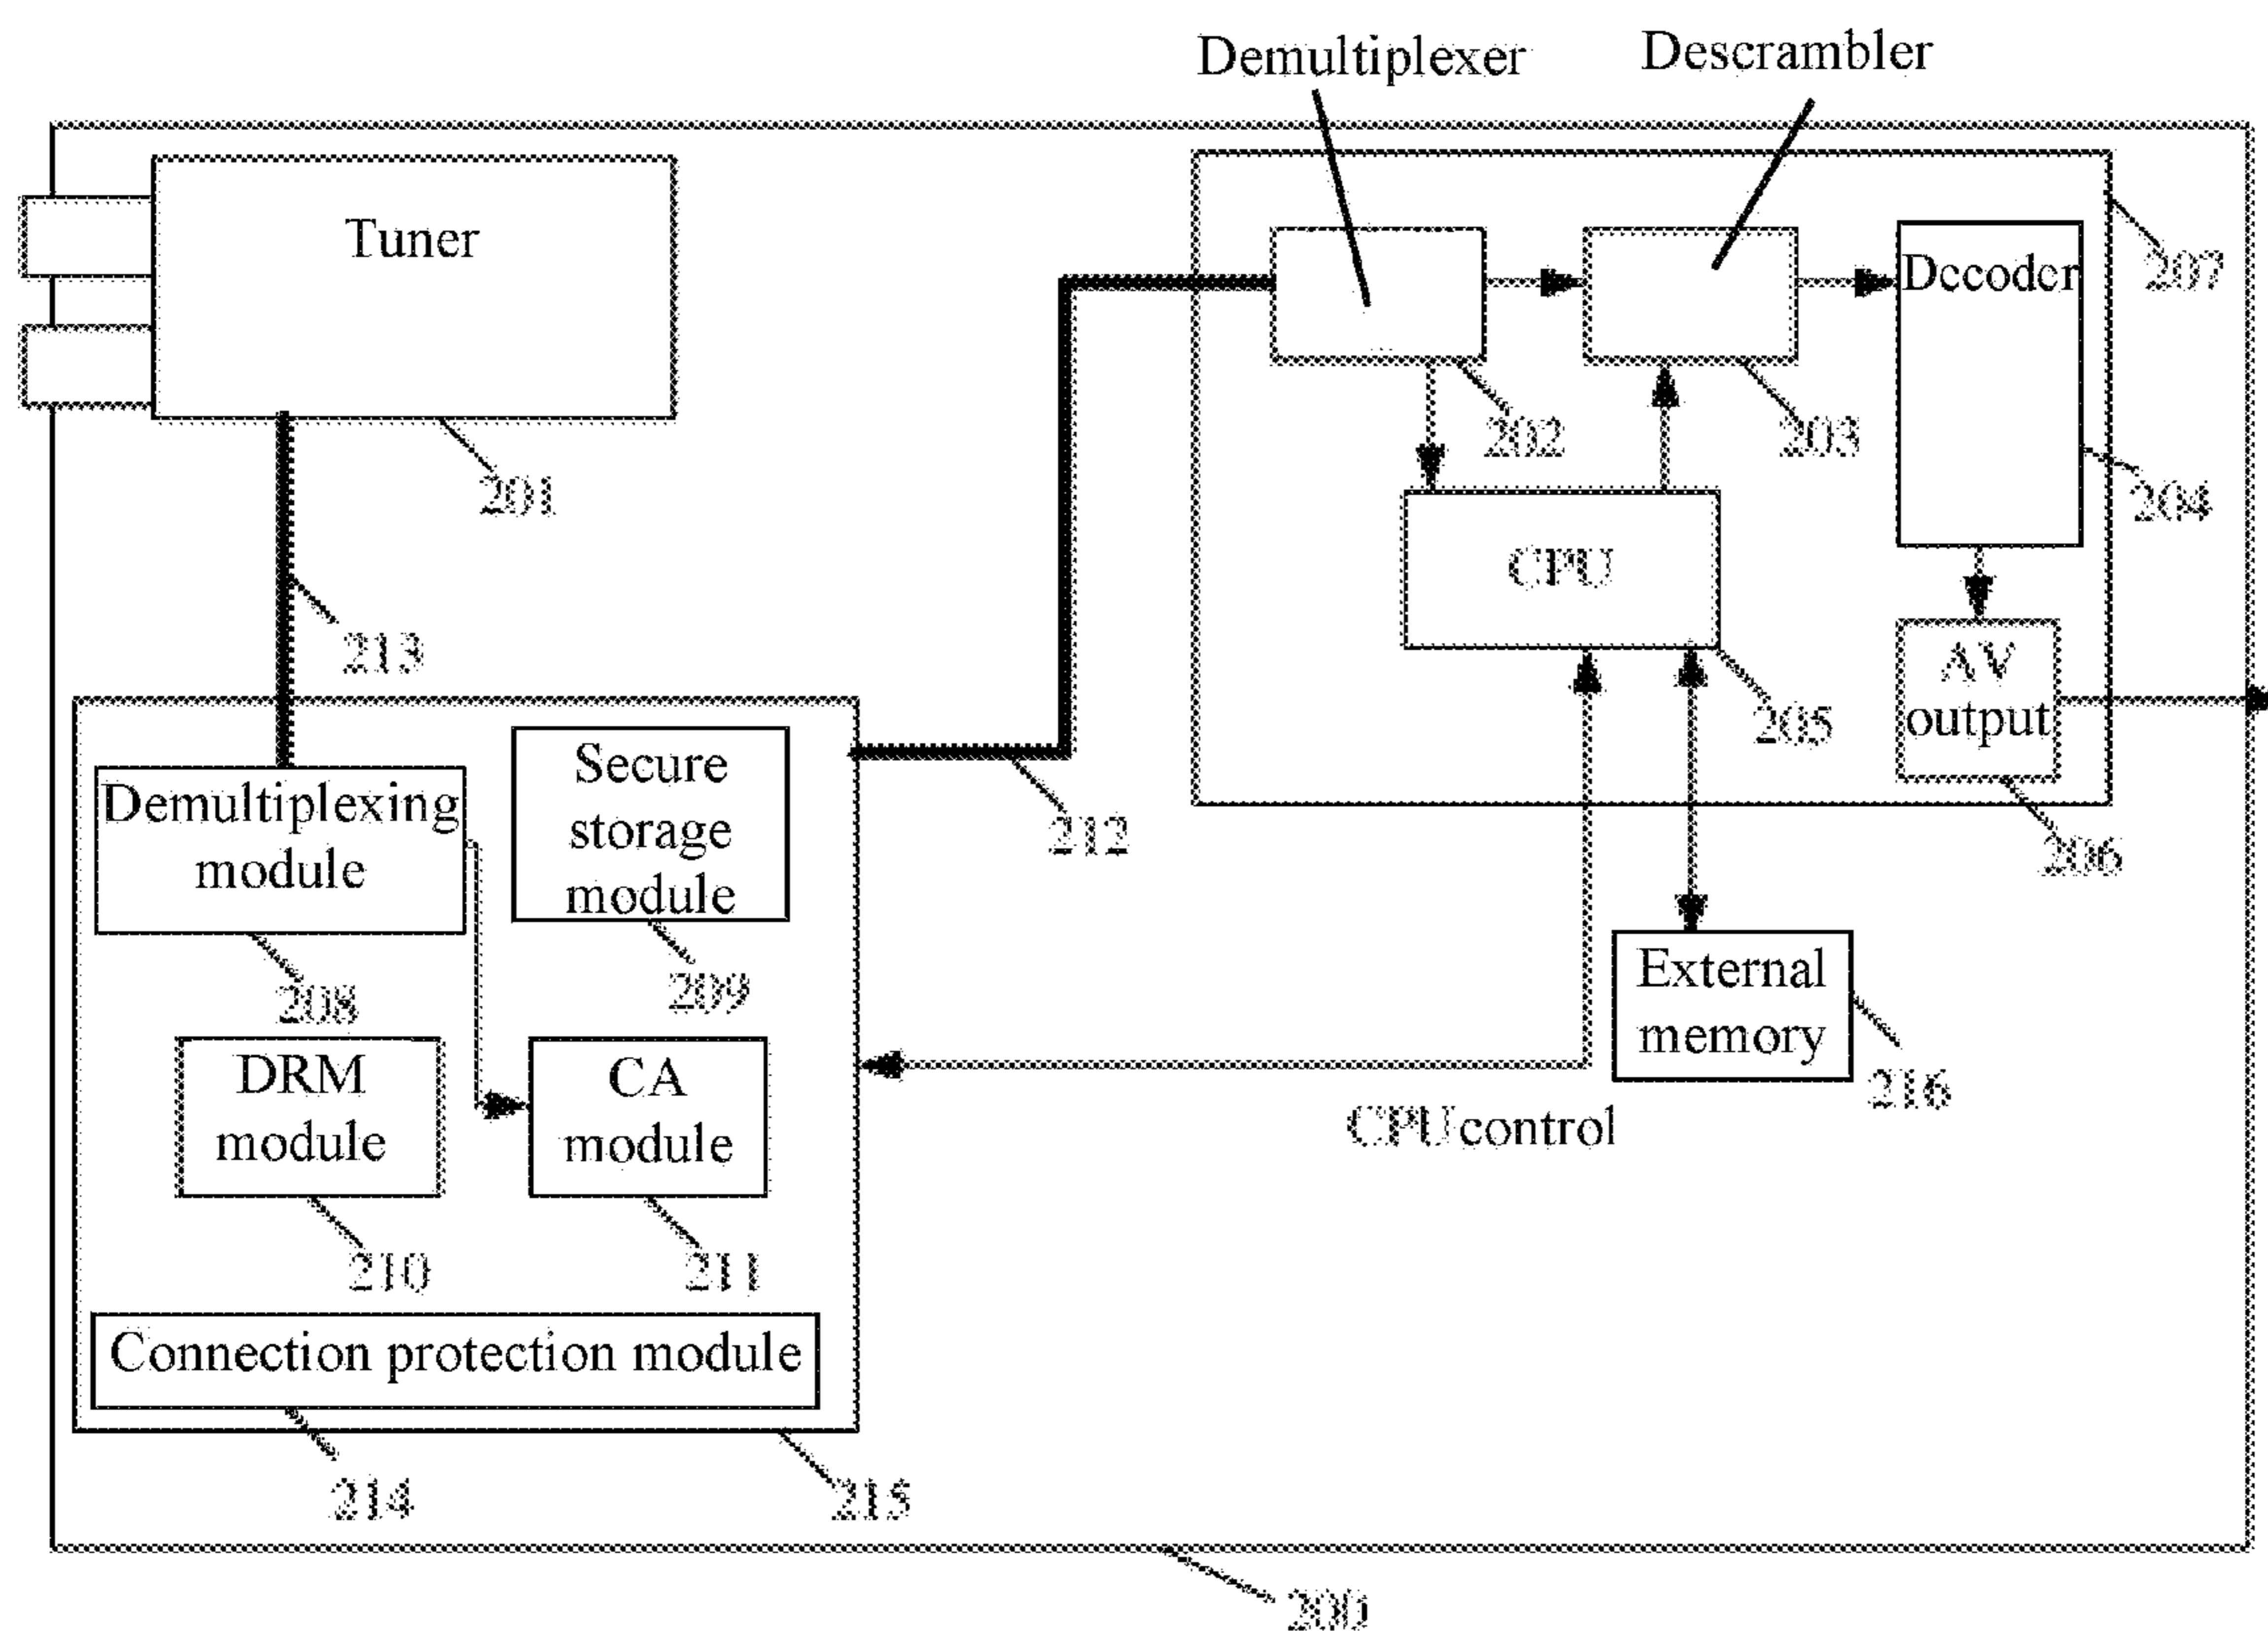 Demultiplexer
Descrambler
Tuner
Decoder
207
202
203
201
204
CPU
213
AV
output
205
Secure
storage
module
Demultiplexing
module
212
206
External
memory
209
208
216
DRM
module
CA
module
CPU control
210
211
Connection protection module
214
215
200